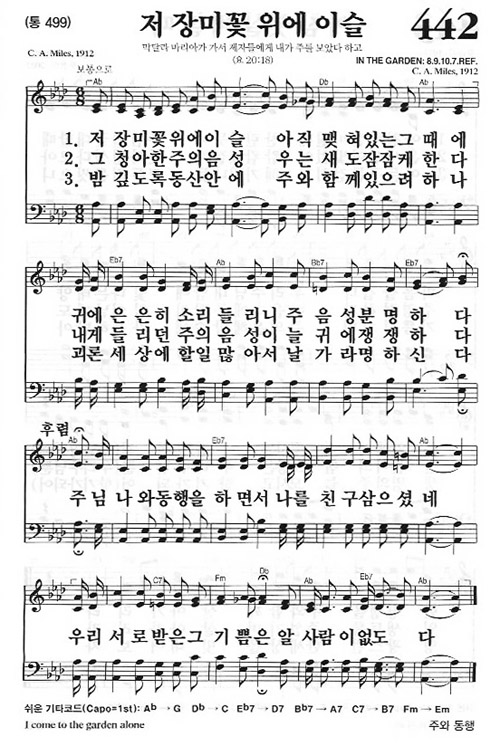 (통 499)
저 장미꽃 위에 이슬
442
C. A. Miles, 1912
막달라 마리아가 가서 제자들에게 내가 주를 보았다 하고
(요 20:18)
IN THE GARDEN: 8.9.10.7.REF.
C. A. Miles, 1912
보통으로
Ab Db Ab
1. 저 장미꽃위에이슬 아직 맺혀있는그때에
2. 그 청아한주의음성 우는 새도잠잠케한다
3. 밤 깊도록동산안에 주와 함께있으려하나
Eb7 Ab Bb7 Eb7
귀에 은은히 소리들리니 주 음성분명하다
내게 들리던 주의음성이 늘 귀에쟁쟁하다
괴론 세상에 할일많아서 날 가라명하신다
후렴
Ab Eb7 Ab
주님 나와동행을 하면서 나를 친구삼으셨네
C7 Fm Db Ab Eb7 Ab
우리 서로받은그 기쁨은 알 사람이없도다
쉬운 기타코드(Capo=1st): Ab → G Db → C Eb7 → D7 Bb7 → A7 C7 → B7 Fm → Em
I come to the garden alone
주와 동행